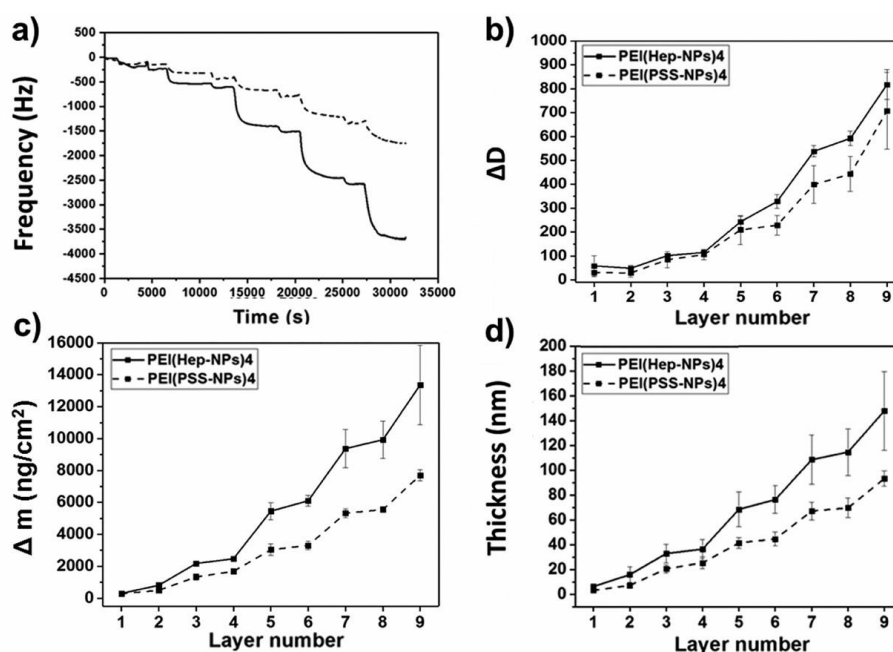 a)
500
0
-500
-1000
-1500
-2000
-2500
-3000
-3500
-4000
-4500
Frequency (Hz)
0 5000 10000 15000 20000 25000 30000 35000
Time (s)
b)
1000
900
800
700
600
500
400
300
200
100
0
ΔD
PEI(Hep-NPs)4
PEI(PSS-NPs)4
1 2 3 4 5 6 7 8 9
Layer number
c)
16000
14000
12000
10000
8000
6000
4000
2000
0
Δ m (ng/cm²)
PEI(Hep-NPs)4
PEI(PSS-NPs)4
1 2 3 4 5 6 7 8 9
Layer number
d)
200
180
160
140
120
100
80
60
40
20
0
Thickness (nm)
PEI(Hep-NPs)4
PEI(PSS-NPs)4
1 2 3 4 5 6 7 8 9
Layer number